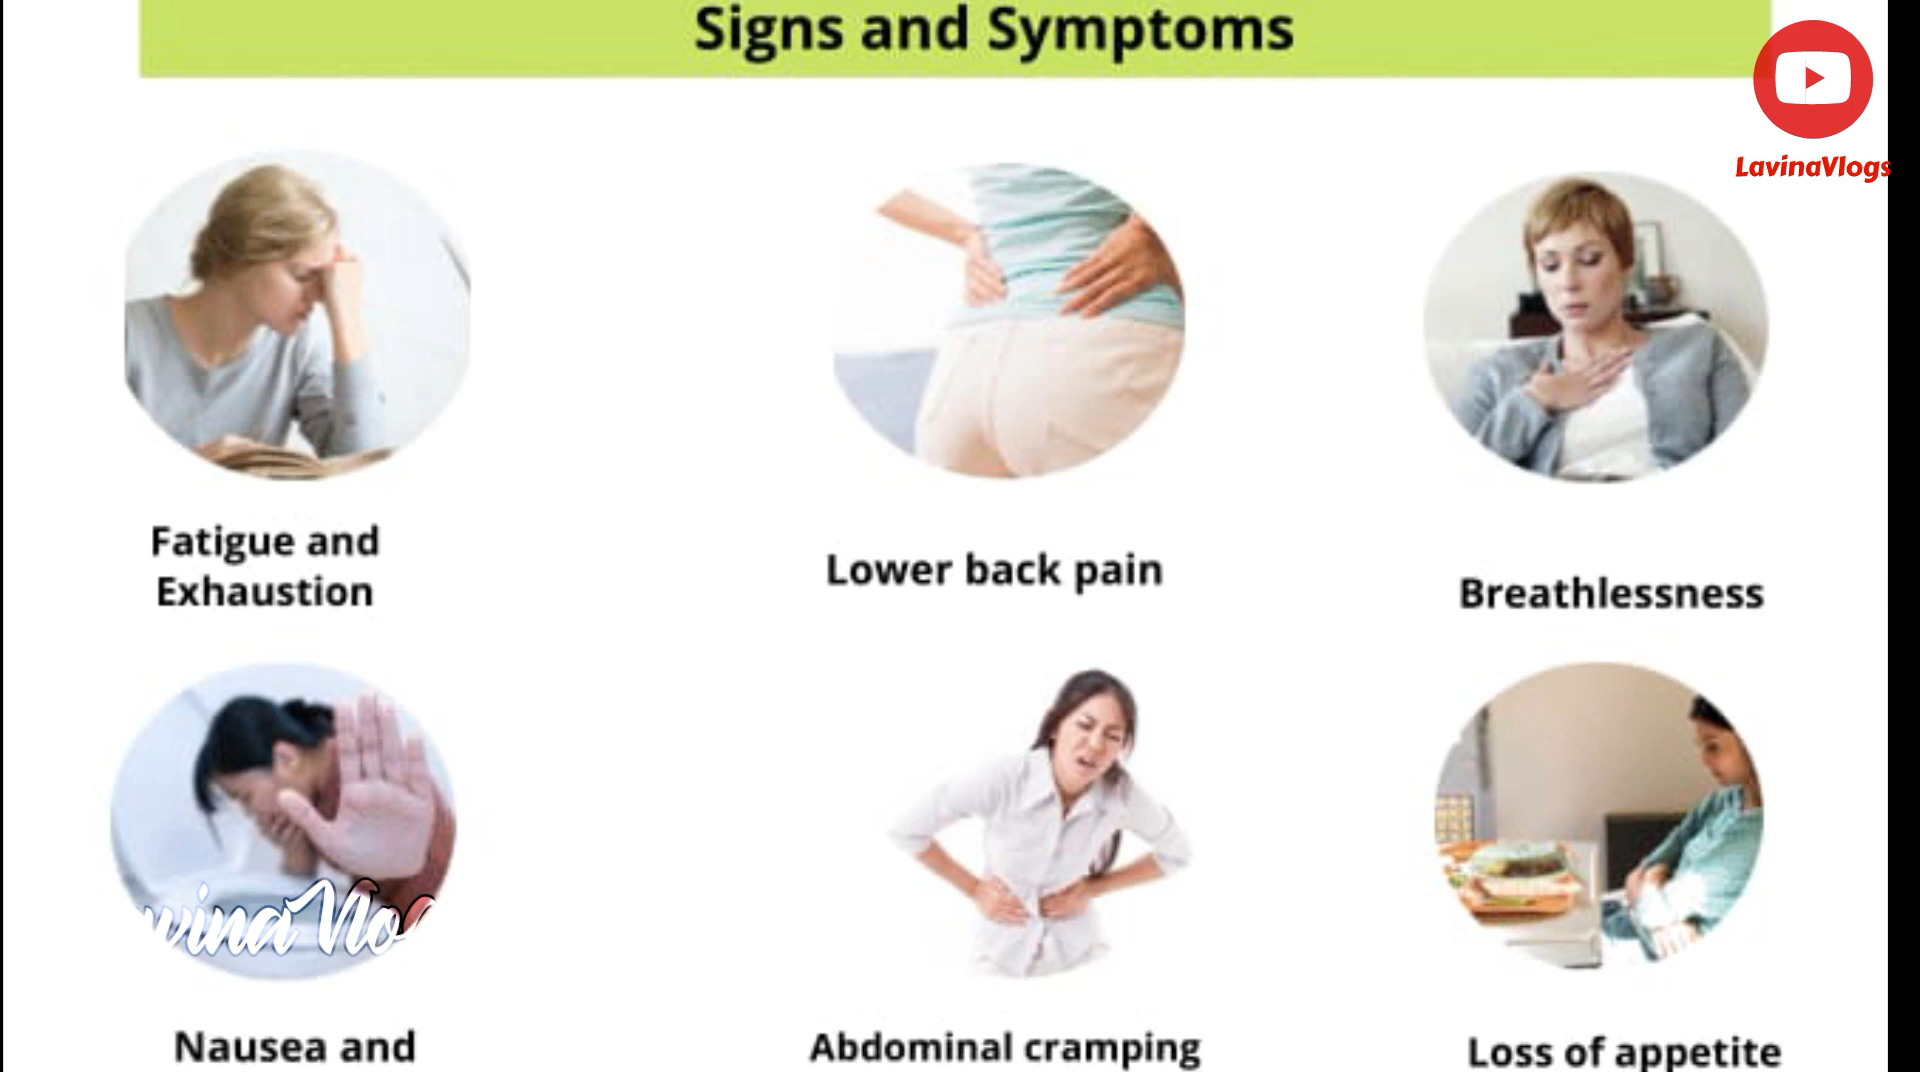 Signs and Symptoms
LavinaVlogs
Fatigue and
Exhaustion
Lower back pain
Breathlessness
Nausea and
Abdominal cramping
Loss of appetite